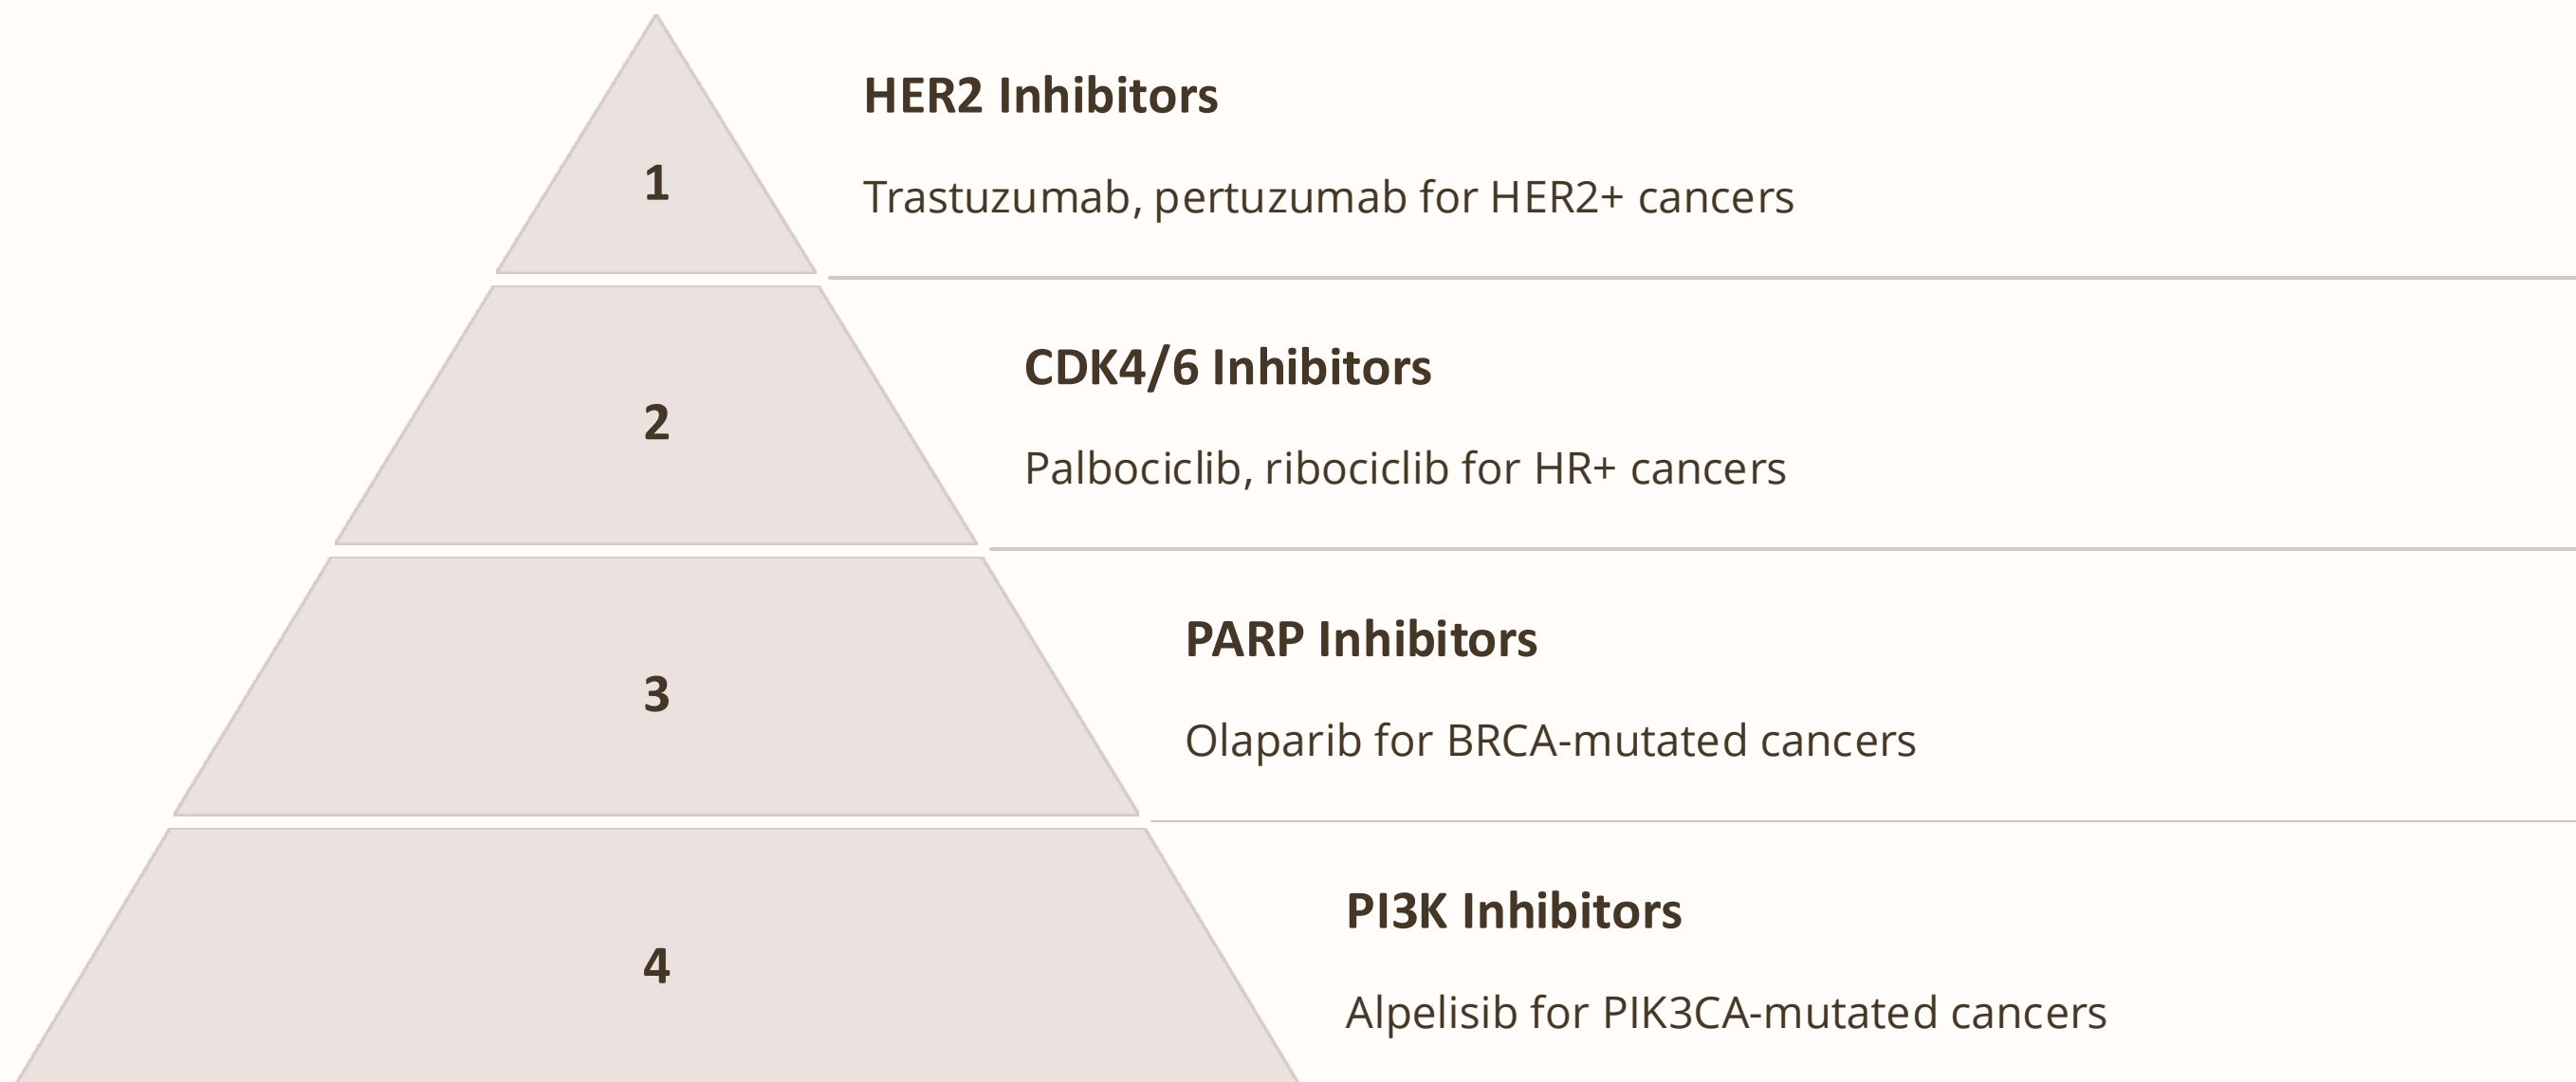 1
HER2 Inhibitors
Trastuzumab, pertuzumab for HER2+ cancers
2
CDK4/6 Inhibitors
Palbociclib, ribociclib for HR+ cancers
3
PARP Inhibitors
Olaparib for BRCA-mutated cancers
4
PI3K Inhibitors
Alpelisib for PIK3CA-mutated cancers